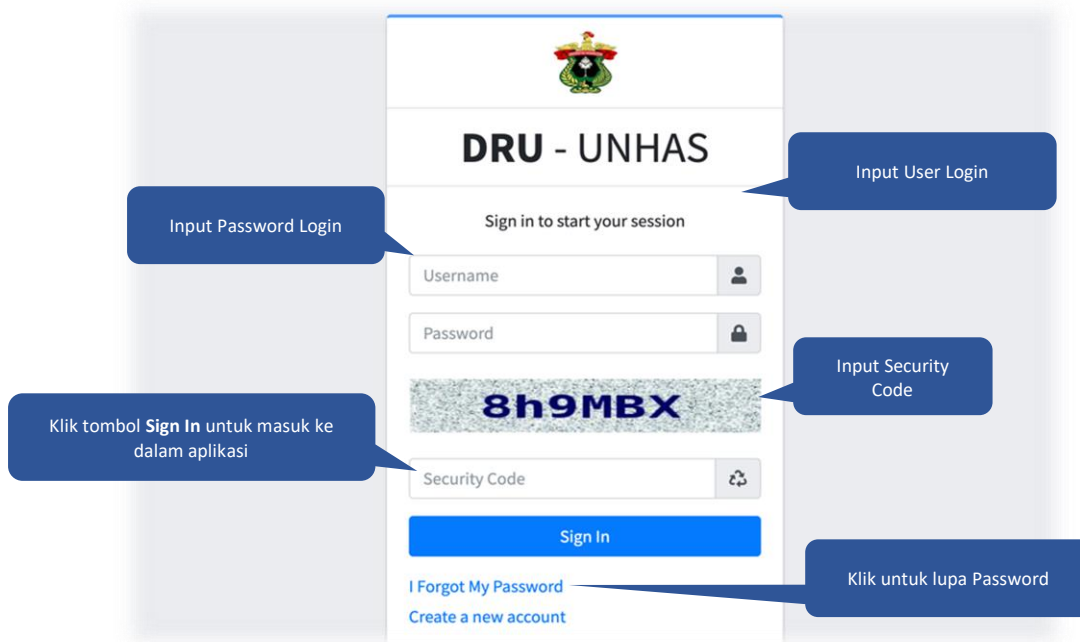 DRU - UNHAS
Input User Login
Input Password Login
Sign in to start your session
Username
Password
Input Security
Code
8h9MBX
Klik tombol Sign In untuk masuk ke
dalam aplikasi
Security Code
Sign In
I Forgot My Password
Klik untuk lupa Password
Create a new account